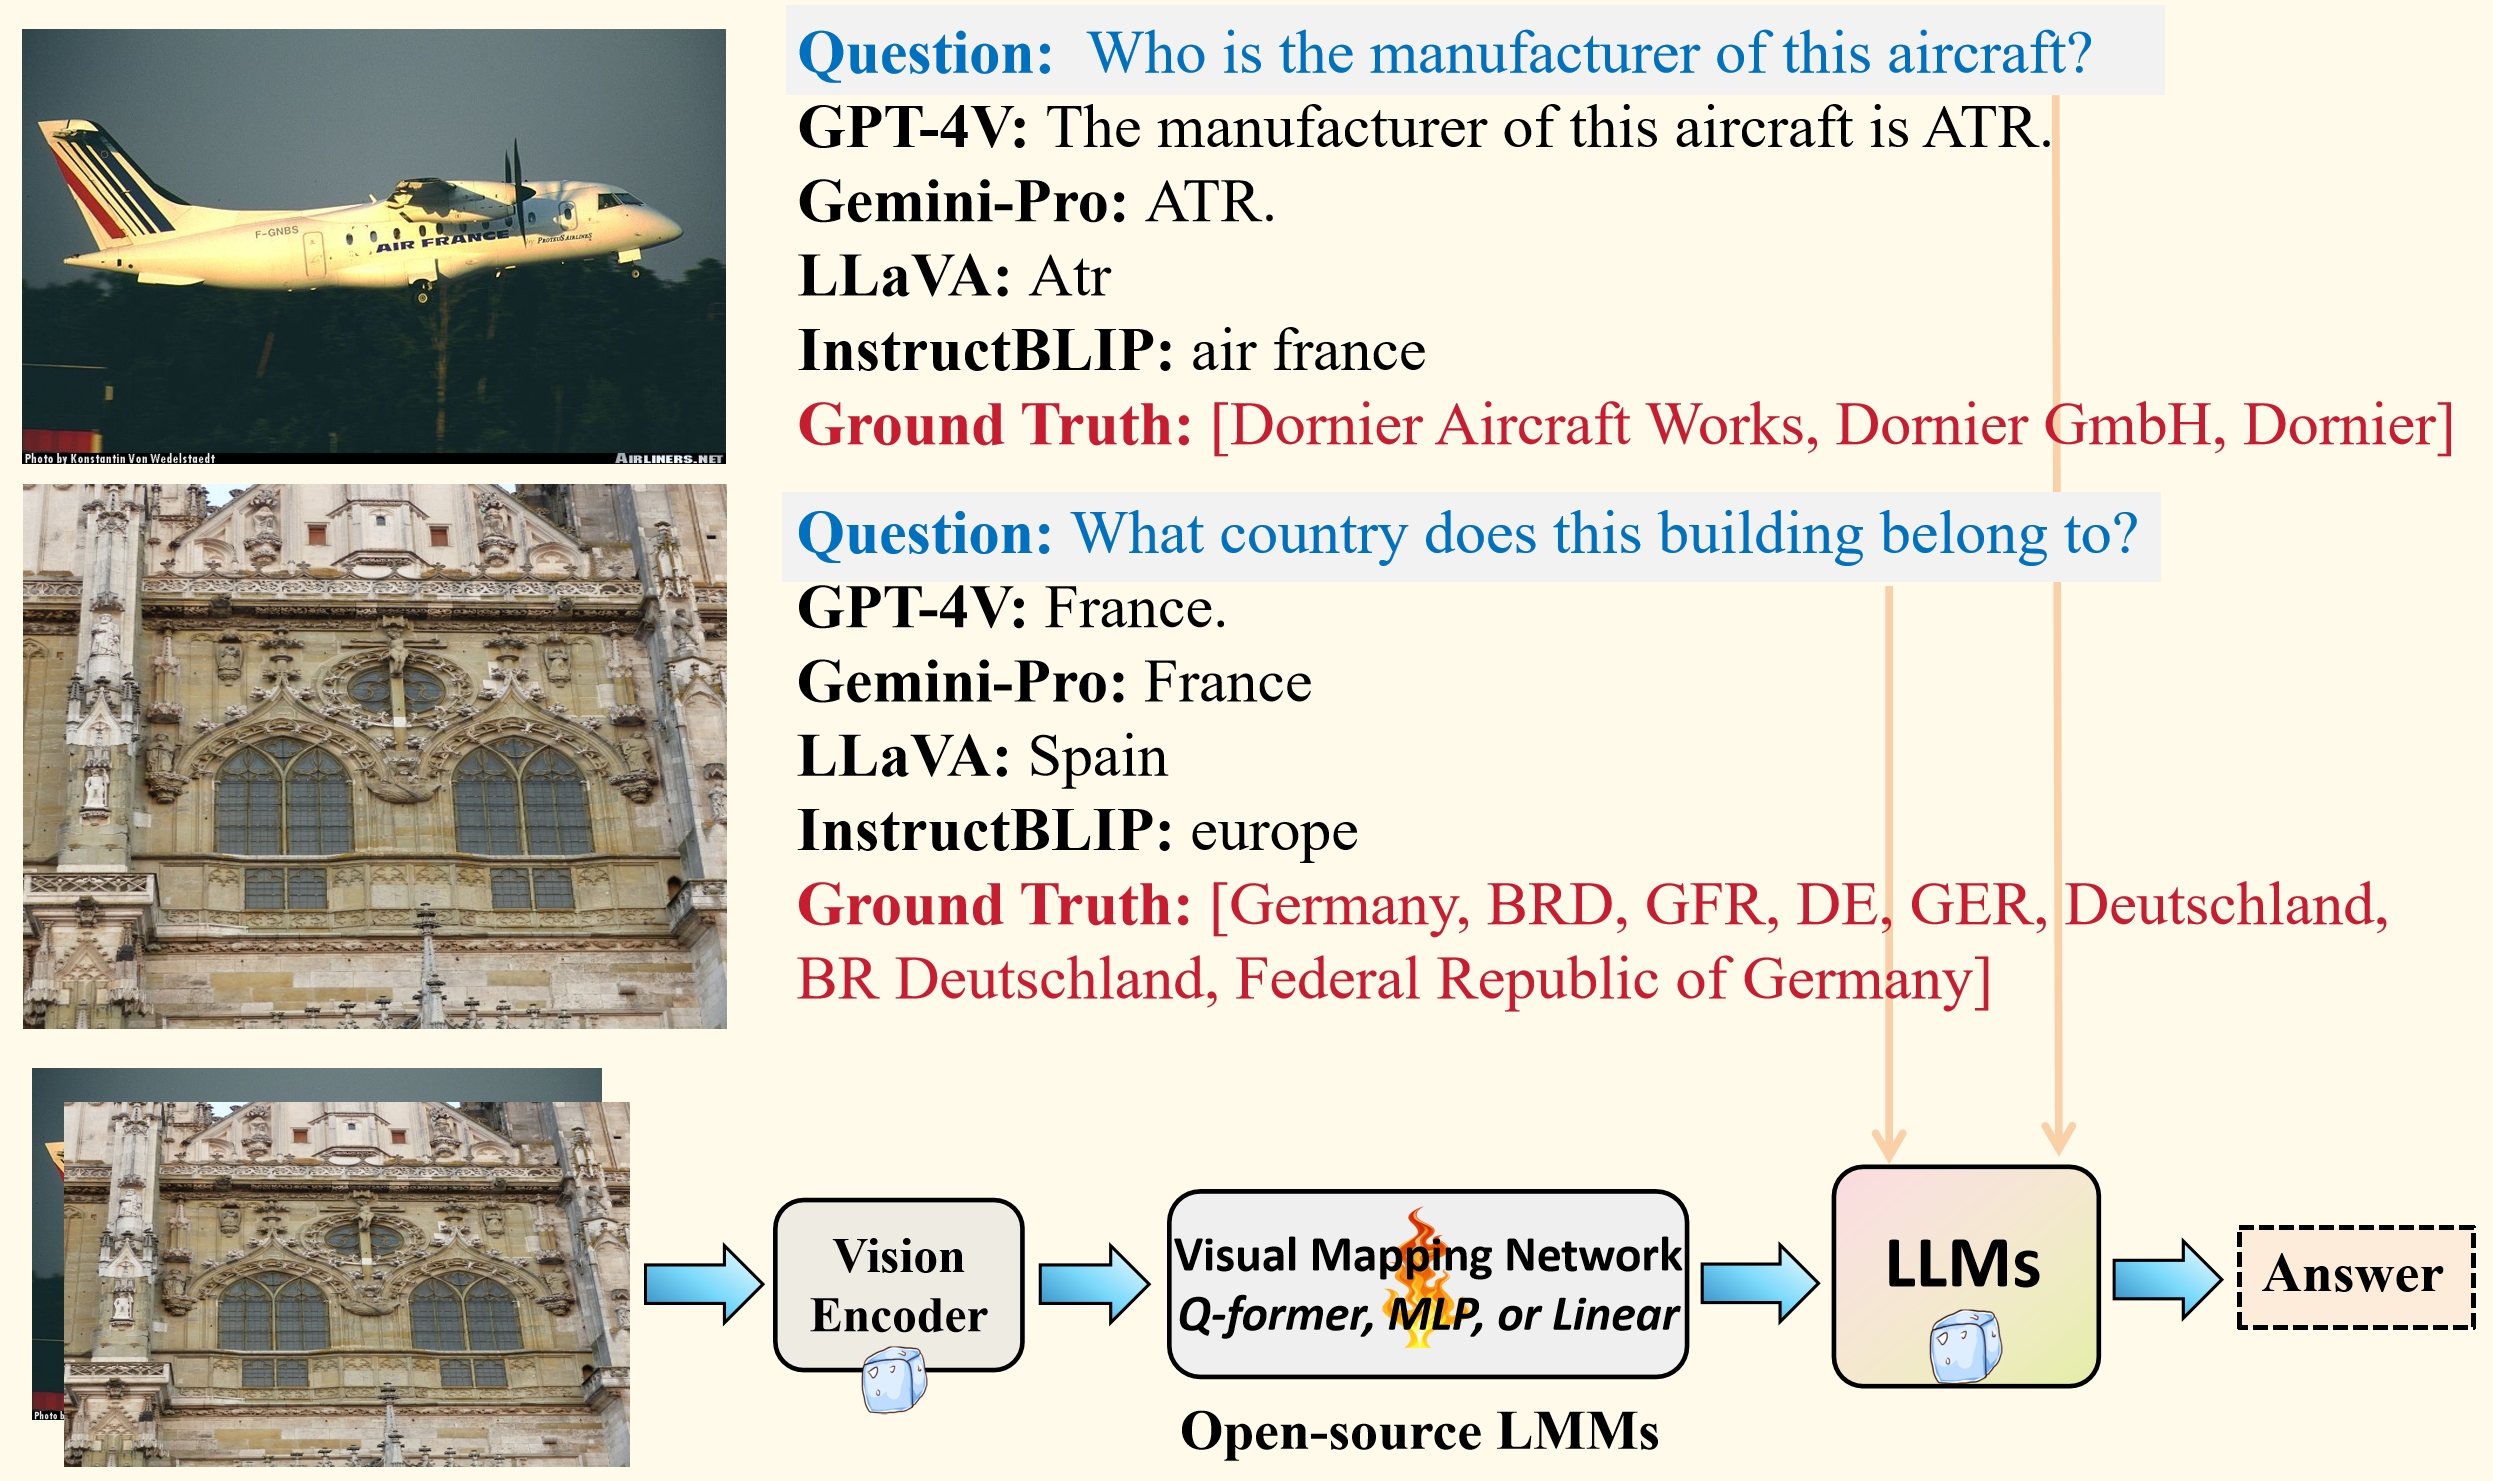 Question: Who is the manufacturer of this aircraft?
GPT-4V: The manufacturer of this aircraft is ATR.
Gemini-Pro: ATR.
LLaVA: Atr
InstructBLIP: air france
Ground Truth: [Dornier Aircraft Works, Dornier GmbH, Dornier]
F-GNBS
AIR FRANCE by PROTEUS AIRLINES
Photo by Konstantin Von Wedelstaedt
AIRLINERS.NET
Question: What country does this building belong to?
GPT-4V: France.
Gemini-Pro: France
LLaVA: Spain
InstructBLIP: europe
Ground Truth: [Germany, BRD, GFR, DE, GER, Deutschland,
BR Deutschland, Federal Republic of Germany]
Photo b
Vision
Encoder
Visual Mapping Network
Q-former, MLP, or Linear
LLMs
Answer
Open-source LMMs